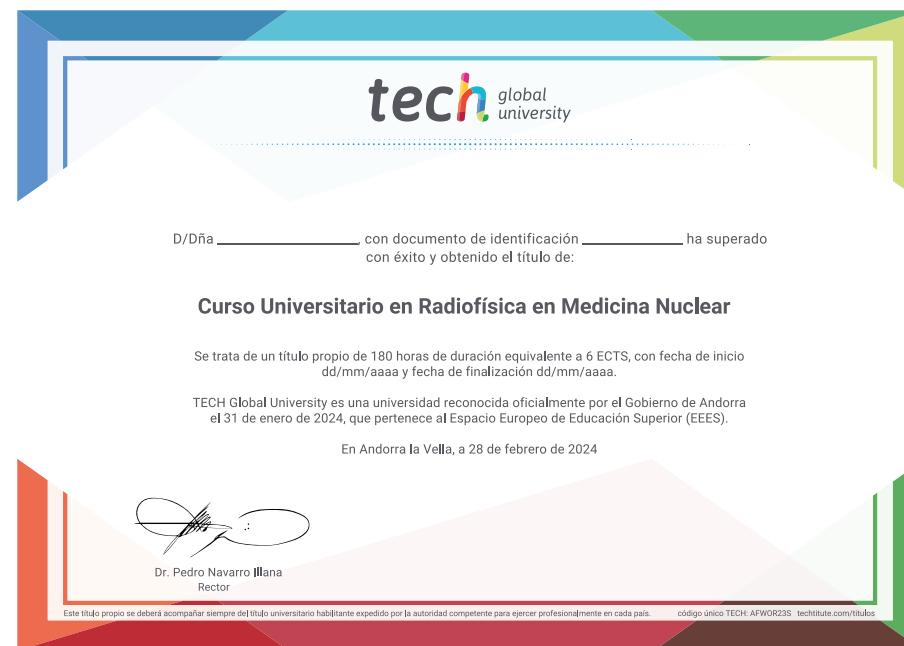 tech global university
D/Dña ____________________, con documento de identificación ______________ ha superado
con éxito y obtenido el título de:
Curso Universitario en Radiofísica en Medicina Nuclear
Se trata de un título propio de 180 horas de duración equivalente a 6 ECTS, con fecha de inicio
dd/mm/aaaa y fecha de finalización dd/mm/aaaa.
TECH Global University es una universidad reconocida oficialmente por el Gobierno de Andorra
el 31 de enero de 2024, que pertenece al Espacio Europeo de Educación Superior (EEES).
En Andorra la Vella, a 28 de febrero de 2024
Dr. Pedro Navarro Illana
Rector
Este título propio se deberá acompañar siempre del título universitario habilitante expedido por la autoridad competente para ejercer profesionalmente en cada país. código único TECH: AFWOR23S techtitute.com/titulos